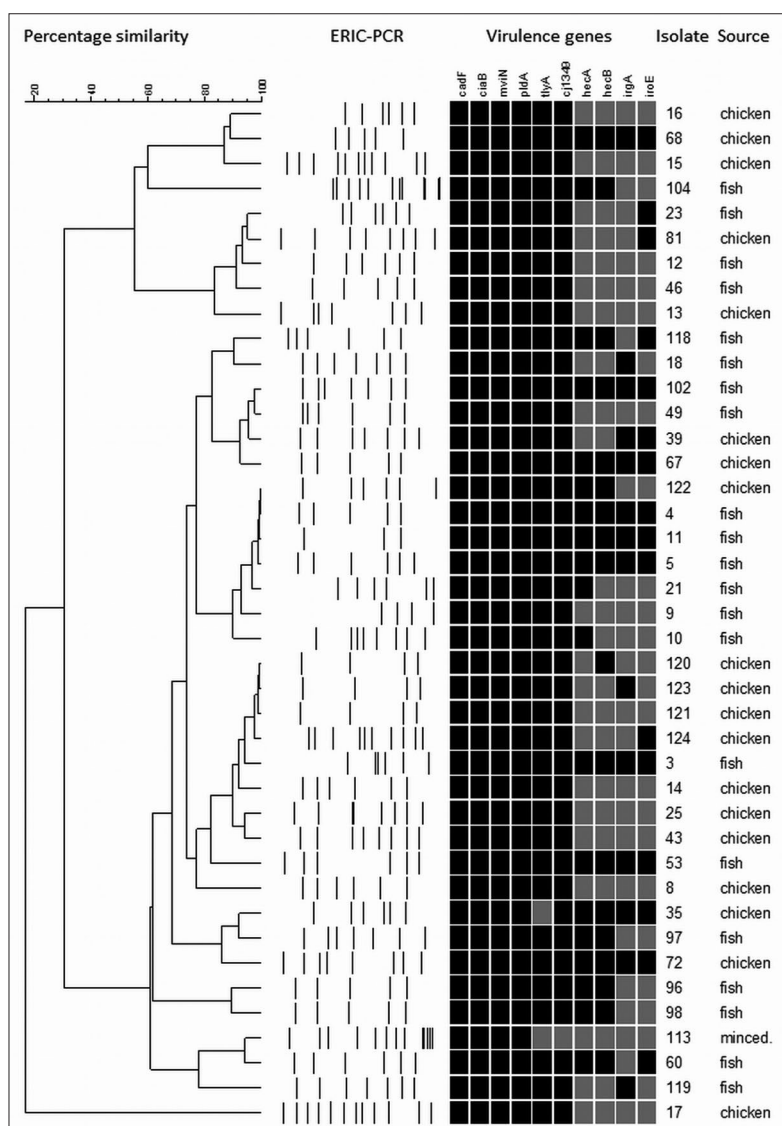 Percentage similarity ERIC-PCR Virulence genes Isolate Source
20 40 60 80 100 cadF ciaB mviN pldA tlyA cj1349 hecA hecB irgA iroE
16 chicken
68 chicken
15 chicken
104 fish
23 fish
81 chicken
12 fish
46 fish
13 chicken
118 fish
18 fish
102 fish
49 fish
39 chicken
67 chicken
122 chicken
4 fish
11 fish
5 fish
21 fish
9 fish
10 fish
120 chicken
123 chicken
121 chicken
124 chicken
3 fish
14 chicken
25 chicken
43 chicken
53 fish
8 chicken
35 chicken
97 fish
72 chicken
96 fish
98 fish
113 minced.
60 fish
119 fish
17 chicken